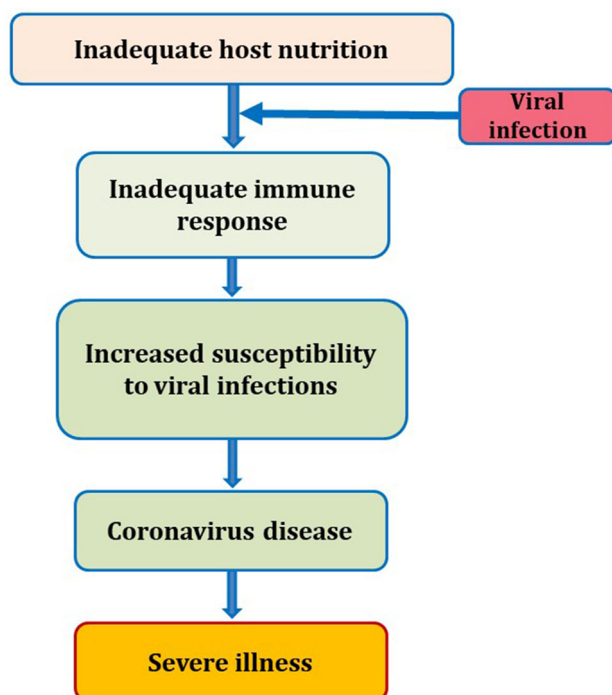 Inadequate host nutrition
Viral
infection
Inadequate immune
response
Increased susceptibility
to viral infections
Coronavirus disease
Severe illness